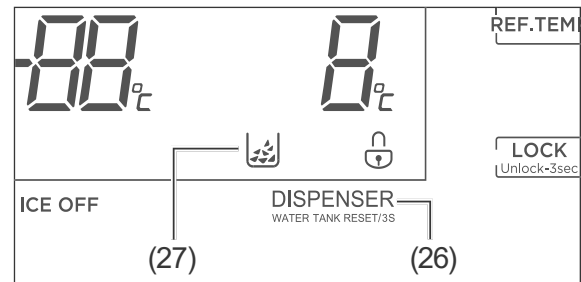 -88°C 8°C REF.TEM
LOCK
Unlock-3sec
ICE OFF DISPENSER
WATER TANK RESET/3S
(27) (26)